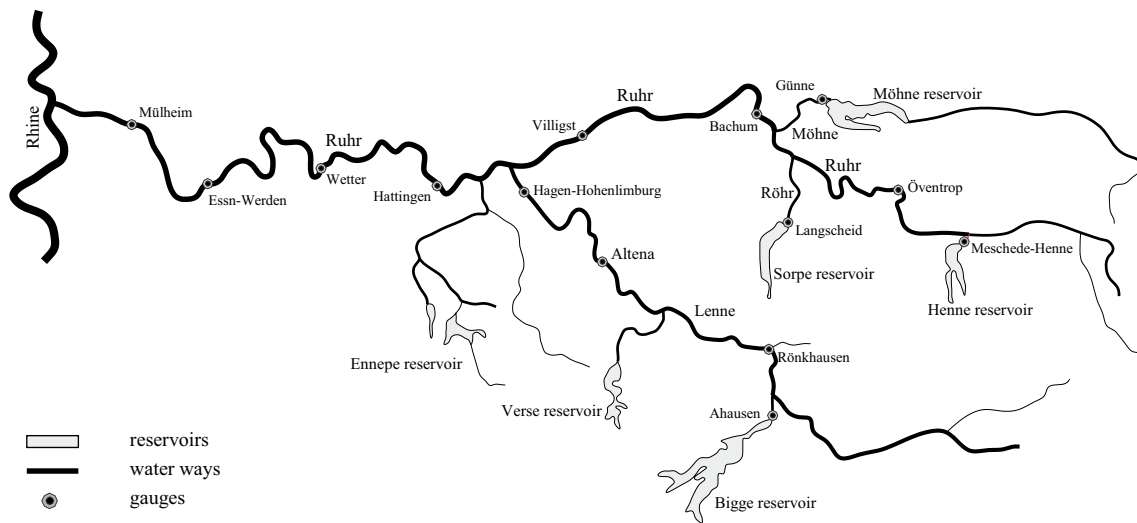 Günne
Möhne reservoir
Ruhr
Mülheim
Villigst
Bachum
Möhne
Rhine
Ruhr
Wetter
Ruhr
Hattingen
Hagen-Hohenlimburg
Röhr
Öventrop
Essn-Werden
Langscheid
Meschede-Henne
Altena
Sorpe reservoir
Henne reservoir
Lenne
Ennepe reservoir
Rönkhausen
Verse reservoir
Ahausen
reservoirs
water ways
gauges
Bigge reservoir